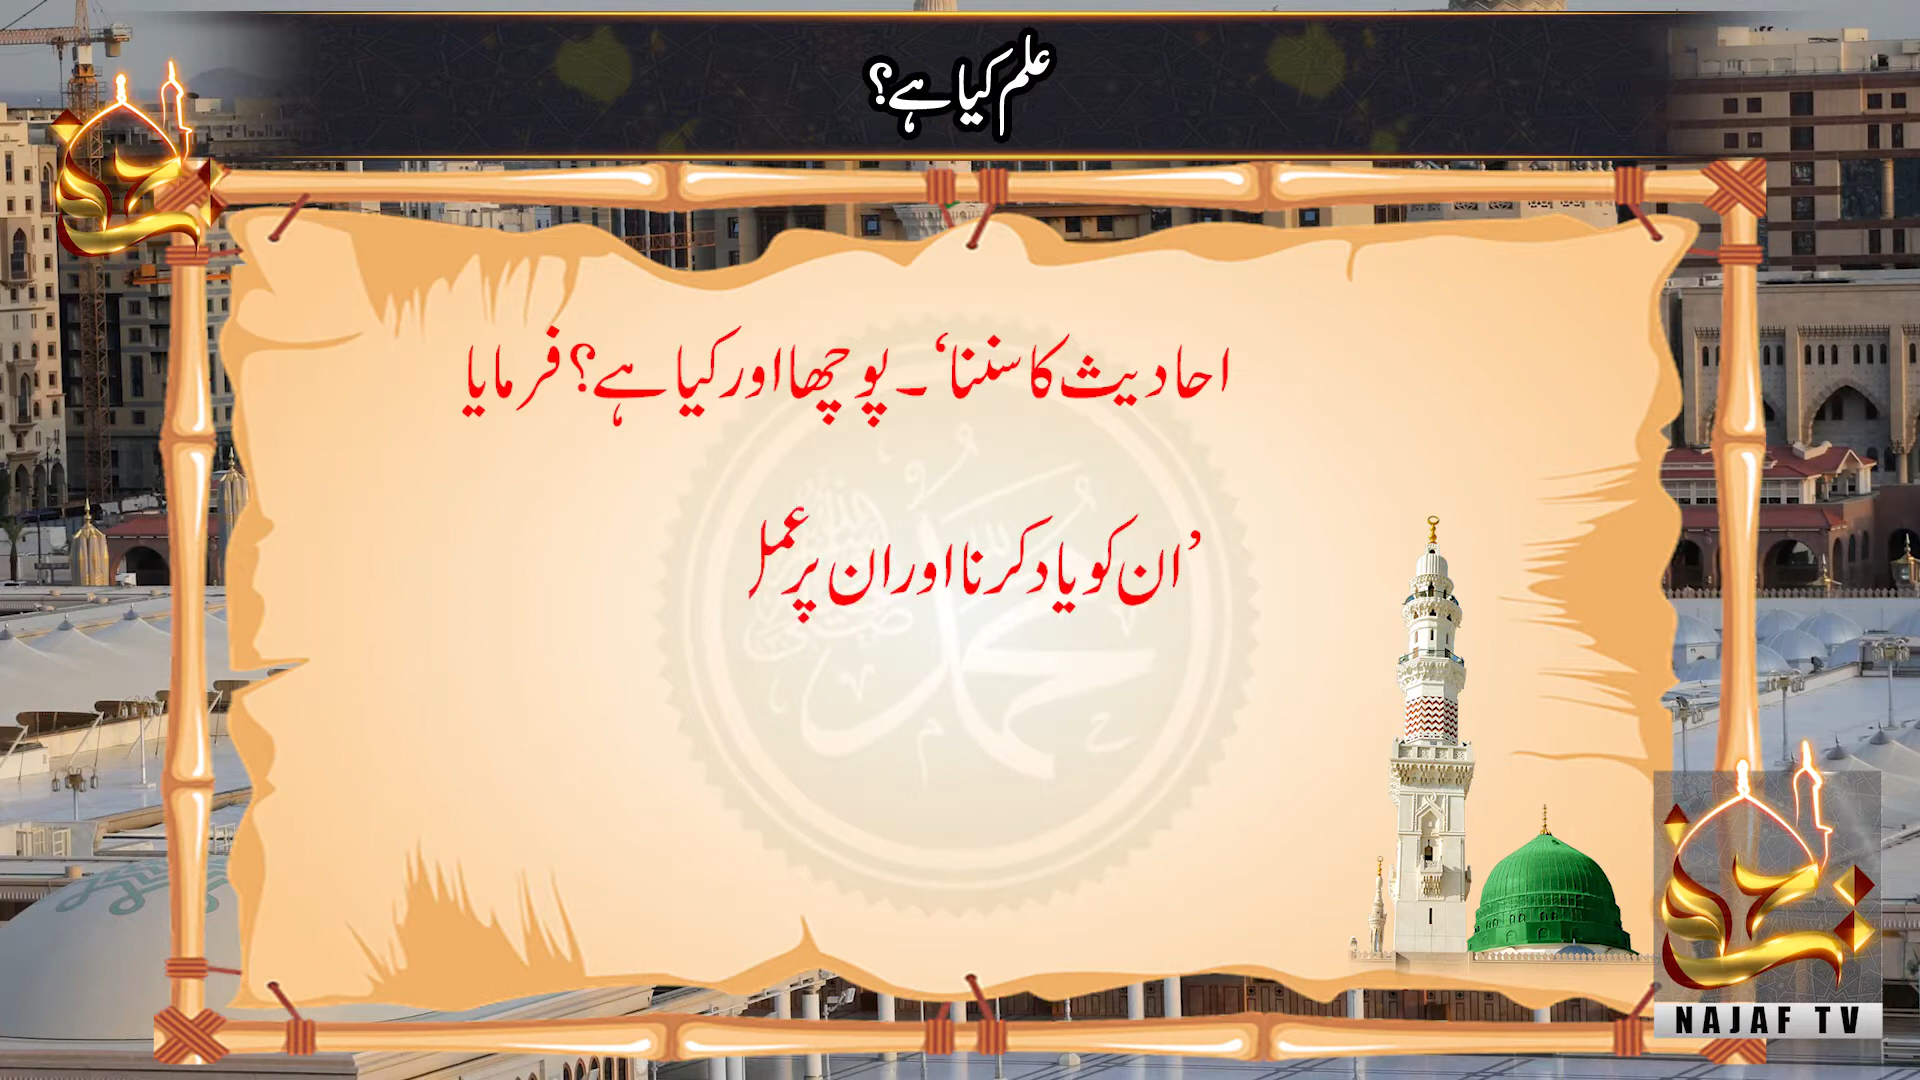 علم کیا ہے؟
احادیث کا سننا‘۔ پوچھا اور کیا ہے؟ فرمایا
’ان کو یاد کرنا اور ان پر عمل
محمد
NAJAF TV